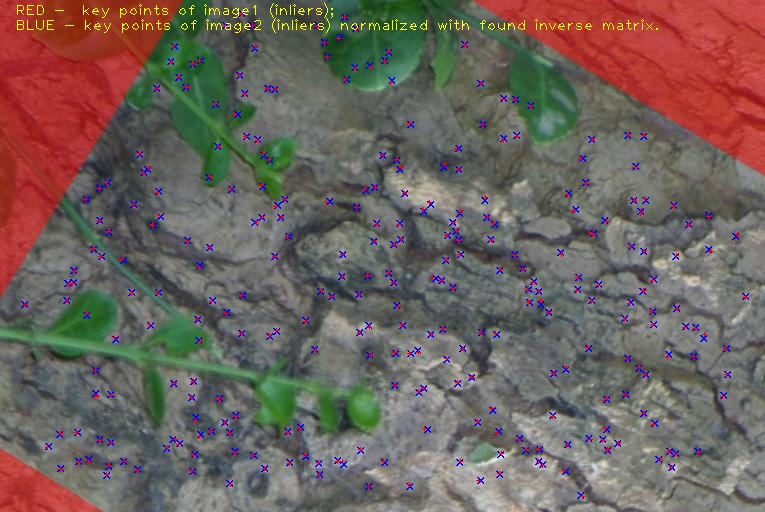 RED -  key points of image1 (inliers);
BLUE - key points of image2 (inliers) normalized with found inverse matrix.